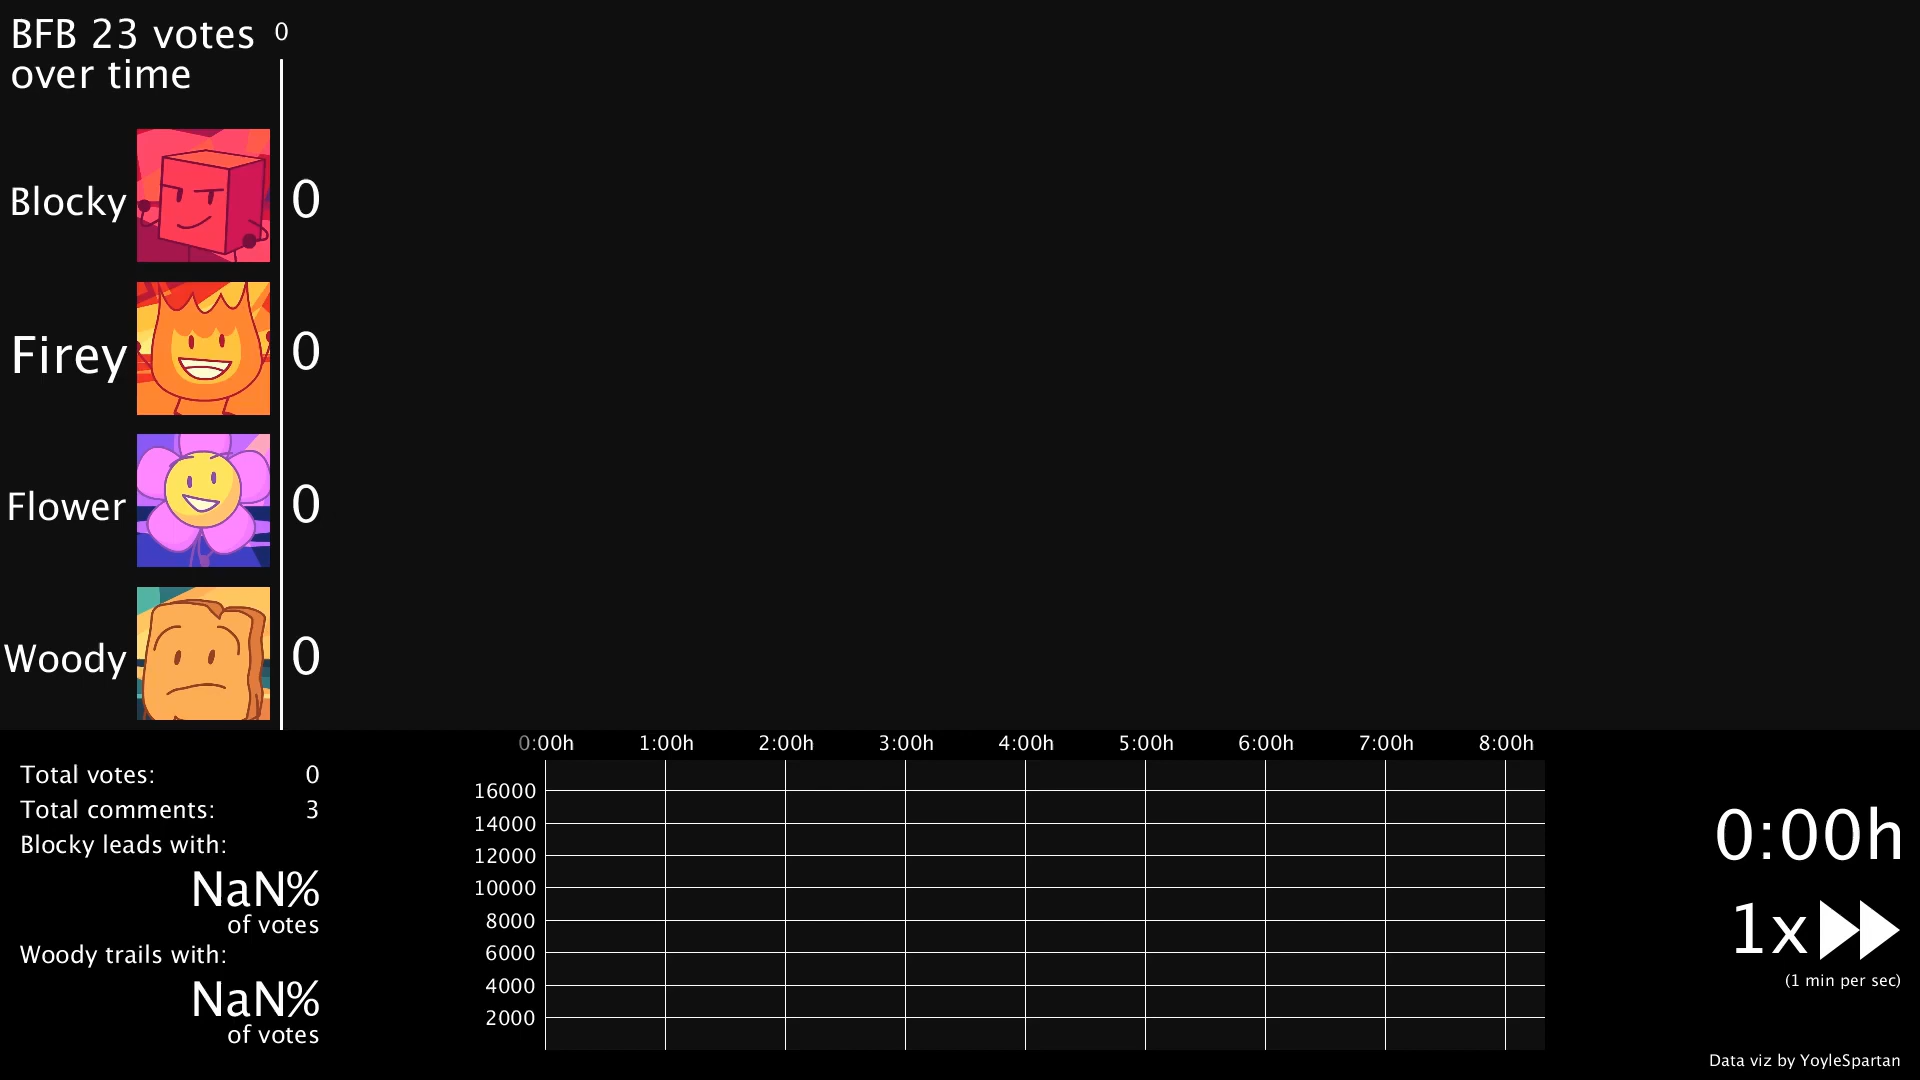 BFB 23 votes
over time
0
Blocky 0
Firey 0
Flower 0
Woody 0
Total votes: 0
Total comments: 3
Blocky leads with:
NaN%
of votes
Woody trails with:
NaN%
of votes
0:00h 1:00h 2:00h 3:00h 4:00h 5:00h 6:00h 7:00h 8:00h
16000
14000
12000
10000
8000
6000
4000
2000
0:00h
1x
(1 min per sec)
Data viz by YoyleSpartan